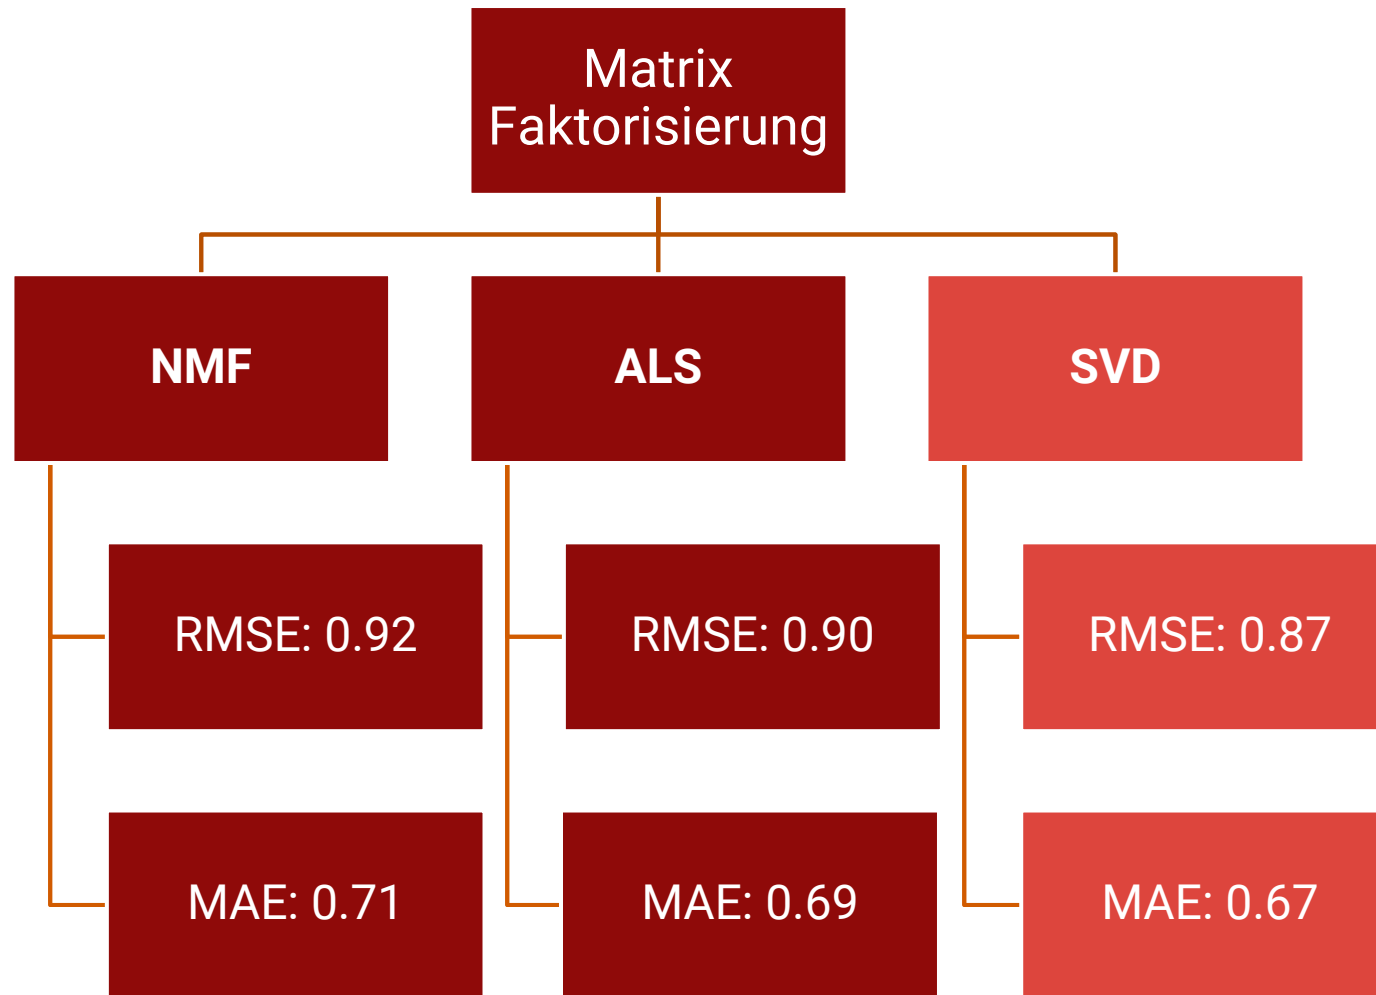 Matrix
Faktorisierung
NMF
ALS
SVD
RMSE: 0.92
RMSE: 0.90
RMSE: 0.87
MAE: 0.71
MAE: 0.69
MAE: 0.67